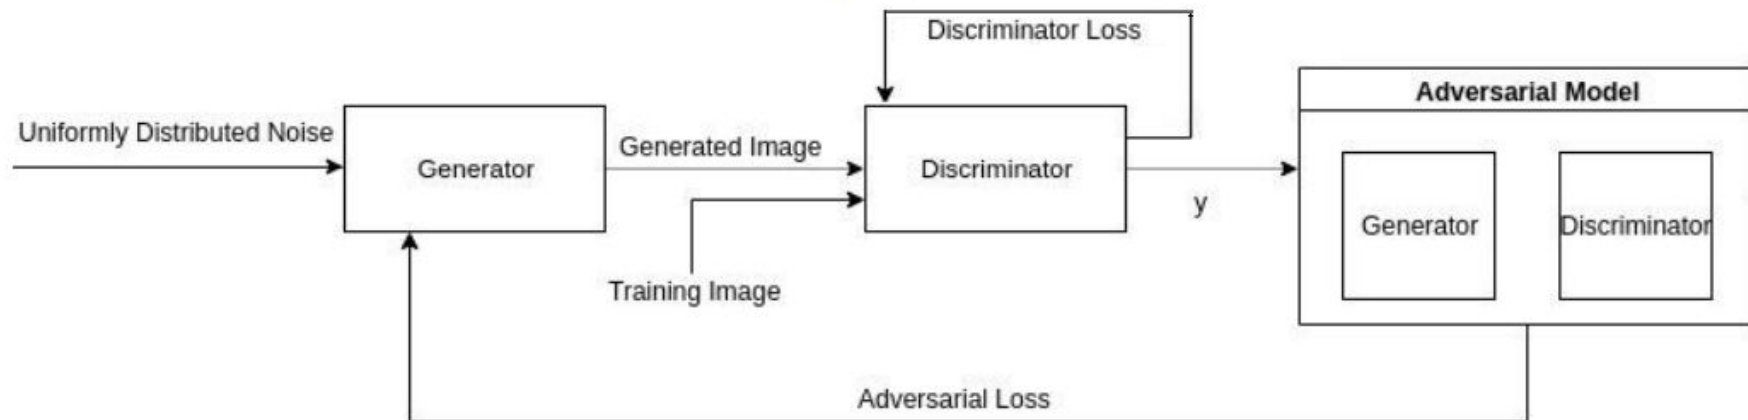 Discriminator Loss
Adversarial Model
Uniformly Distributed Noise
Generator
Generated Image
Discriminator
y
Generator
Discriminator
Training Image
Adversarial Loss